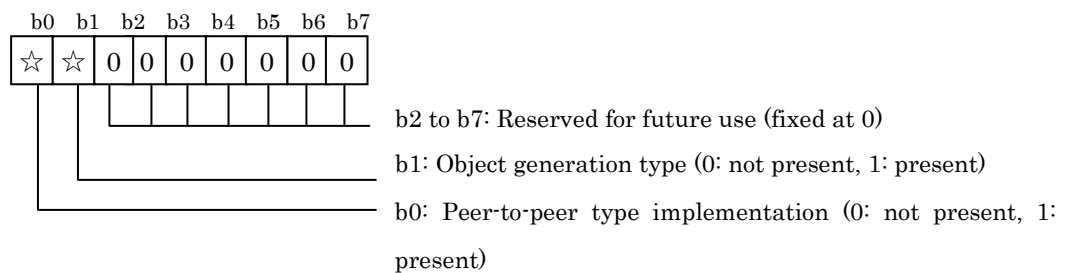 b0 b1 b2 b3 b4 b5 b6 b7
☆ ☆ 0 0 0 0 0 0 0
b2 to b7: Reserved for future use (fixed at 0)
b1: Object generation type (0: not present, 1: present)
b0: Peer-to-peer type implementation (0: not present, 1:
present)